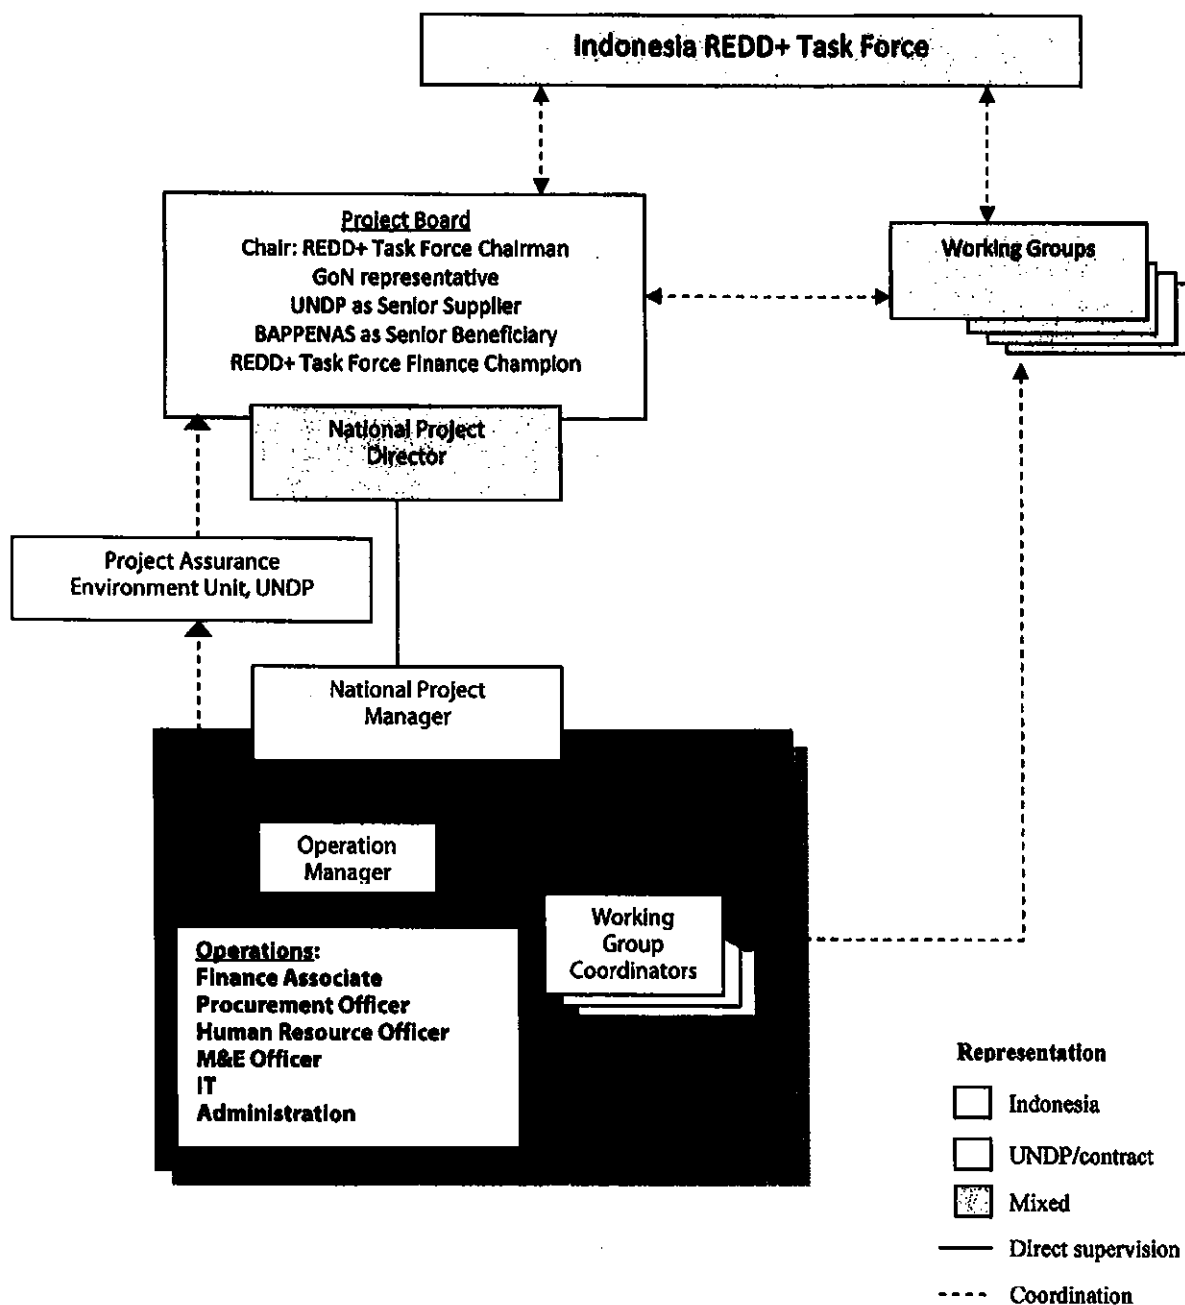 Indonesia REDD+ Task Force
Project Board
Chair: REDD+ Task Force Chairman
GoN representative
UNDP as Senior Supplier
BAPPENAS as Senior Beneficiary
REDD+ Task Force Finance Champion
Working Groups
National Project
Director
Project Assurance
Environment Unit, UNDP
National Project
Manager
Operation
Manager
Working
Group
Coordinators
Operations:
Finance Associate
Procurement Officer
Human Resource Officer
M&E Officer
IT
Administration
Representation
Indonesia
UNDP/contract
Mixed
Direct supervision
Coordination